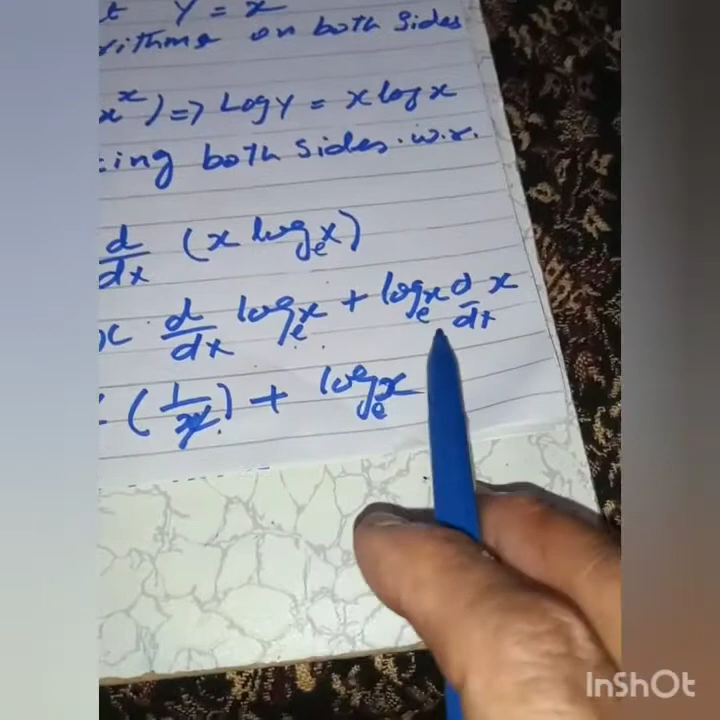 Y = x
on both sides
x^x) => Log Y = x log x
both sides. w.r.
d/dx (x log_e x)
x d/dx log_e x + log_e x d/dx x
(1/x) + log_e x
InShOt